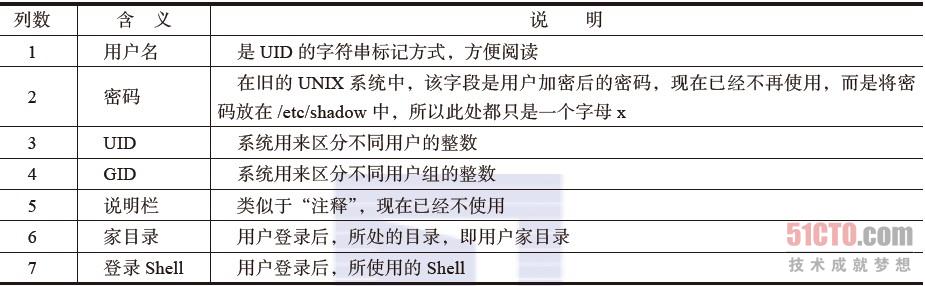 列数 含 义 说 明
1 用户名 是 UID 的字符串标记方式，方便阅读
2 密码 在旧的 UNIX 系统中，该字段是用户加密后的密码，现在已经不再使用，而是将密
码放在 /etc/shadow 中，所以此处都只是一个字母 x
3 UID 系统用来区分不同用户的整数
4 GID 系统用来区分不同用户组的整数
5 说明栏 类似于“注释”，现在已经不使用
6 家目录 用户登录后，所处的目录，即用户家目录
7 登录 Shell 用户登录后，所使用的 Shell
51CTO.com
技术成就梦想